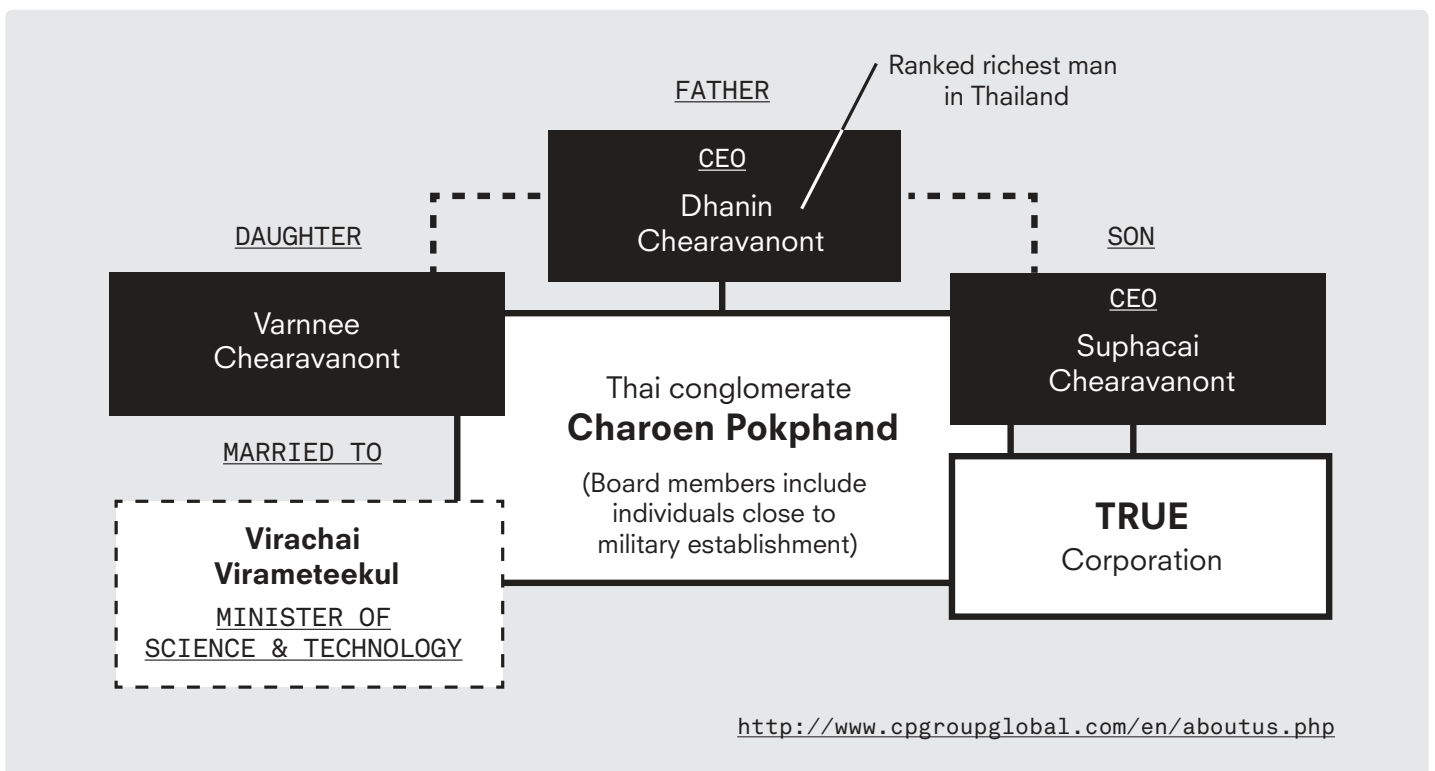 Ranked richest man
in Thailand
FATHER
CEO
Dhanin
Chearavanont
DAUGHTER
SON
Varnnee
Chearavanont
CEO
Suphacai
Chearavanont
Thai conglomerate
Charoen Pokphand
(Board members include
individuals close to
military establishment)
MARRIED TO
Virachai
Virameteekul
MINISTER OF
SCIENCE & TECHNOLOGY
TRUE
Corporation
http://www.cpgroupglobal.com/en/aboutus.php